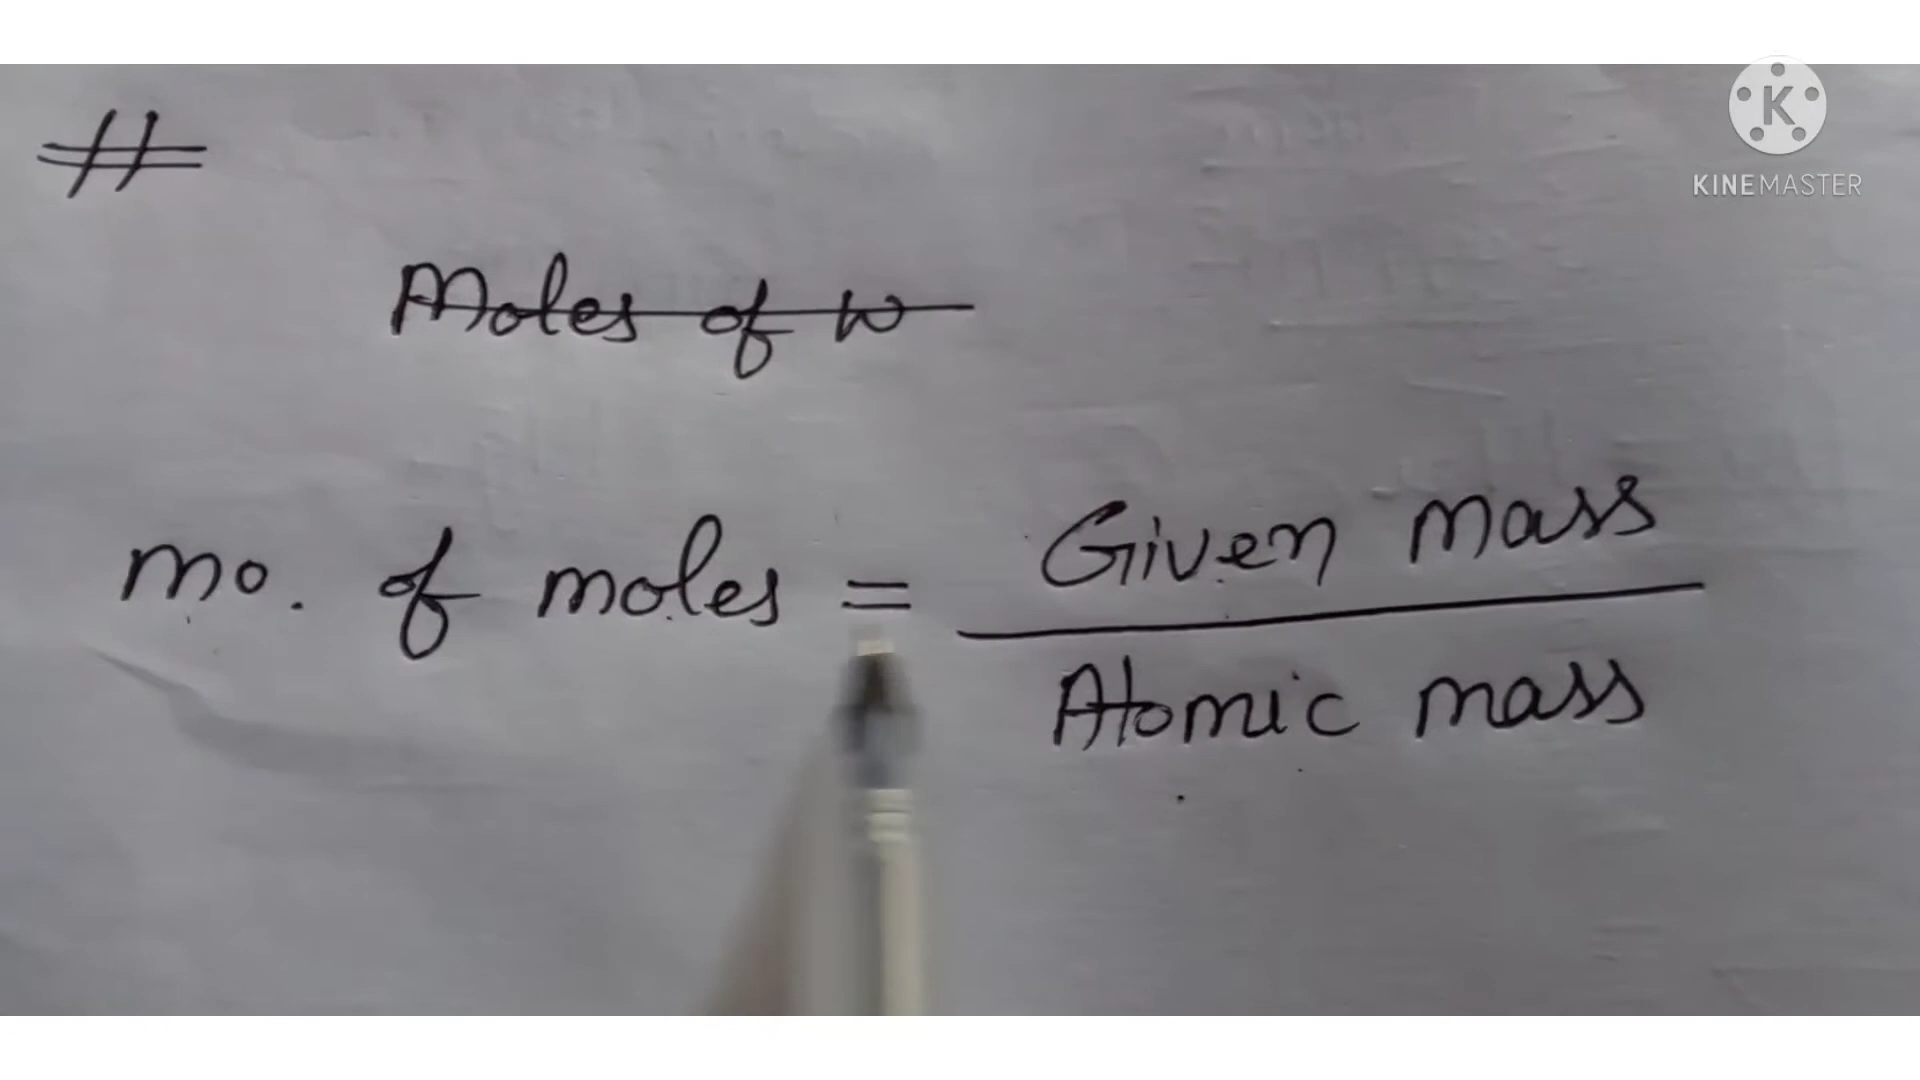 #
K
KINEMASTER
Moles of w
no. of moles = Given mass
Atomic mass